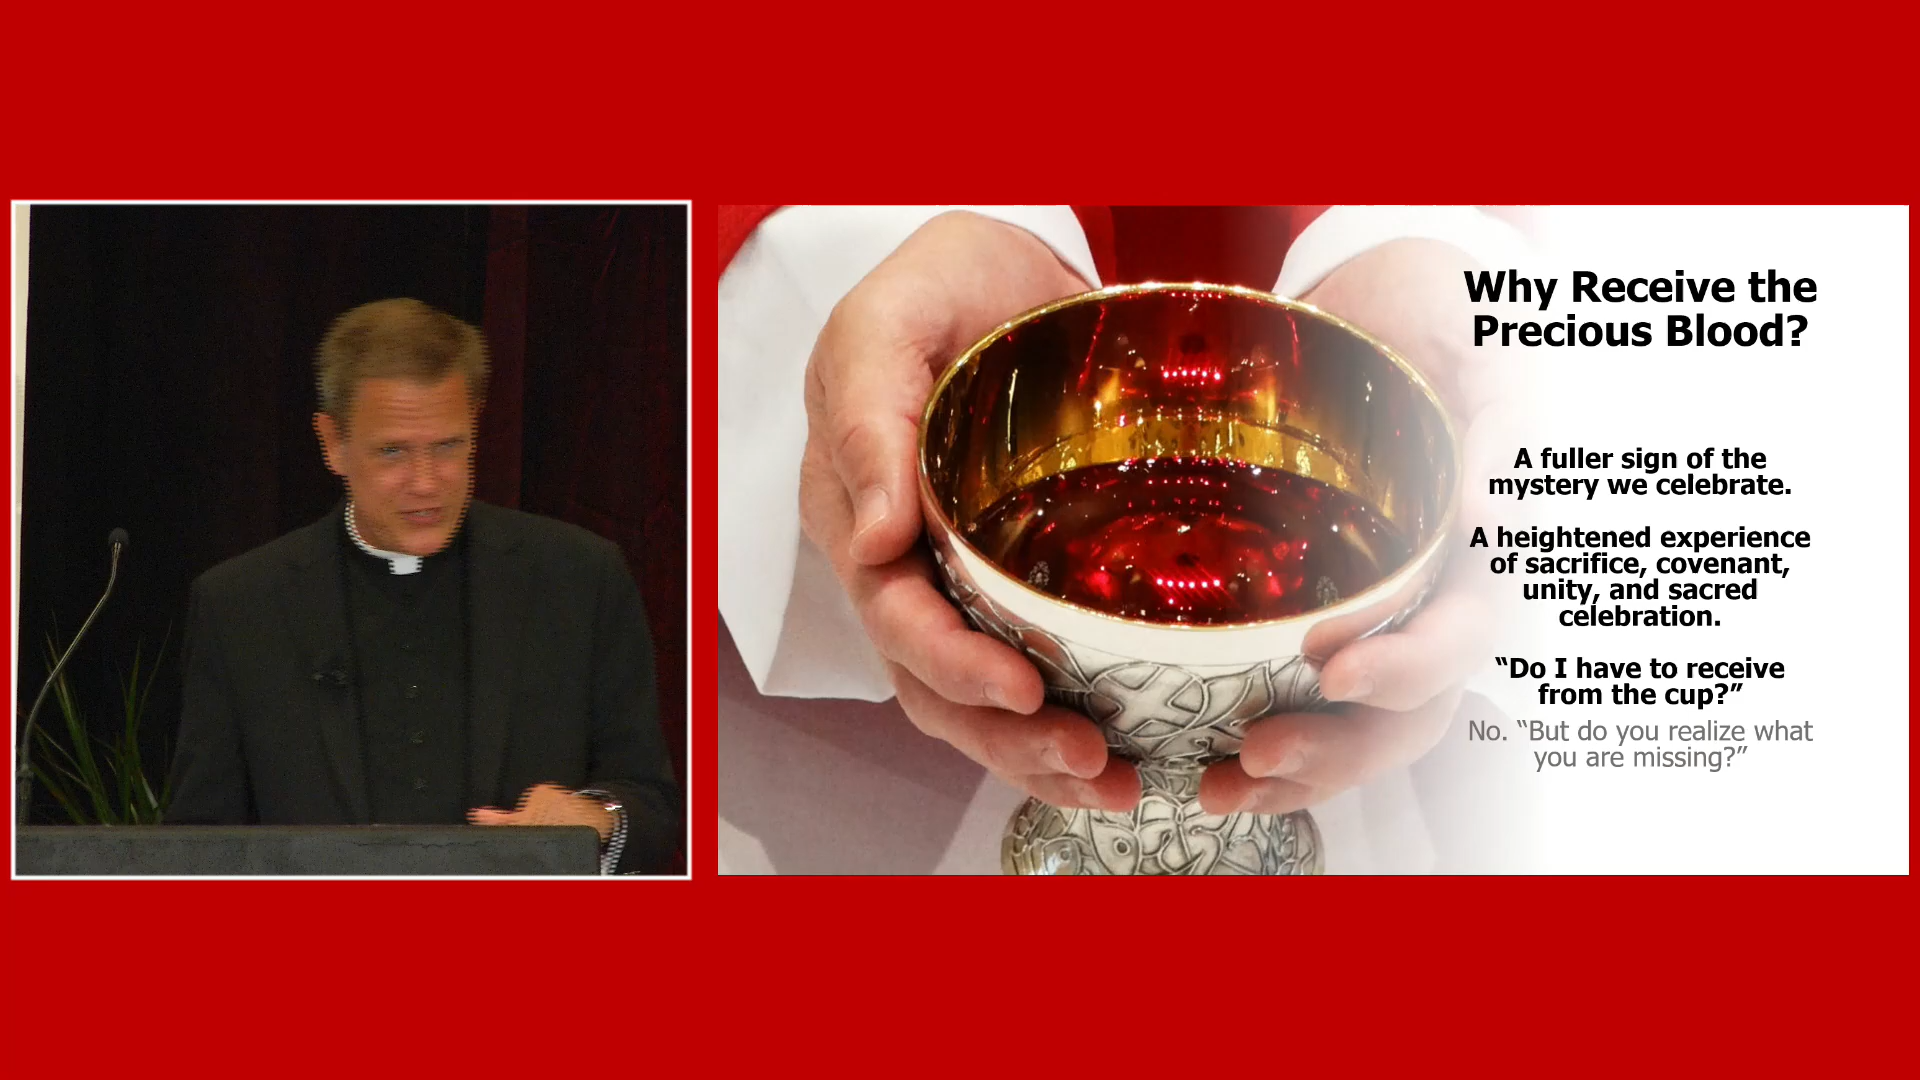 Why Receive the
Precious Blood?
A fuller sign of the
mystery we celebrate.
A heightened experience
of sacrifice, covenant,
unity, and sacred
celebration.
“Do I have to receive
from the cup?”
No. “But do you realize what
you are missing?”